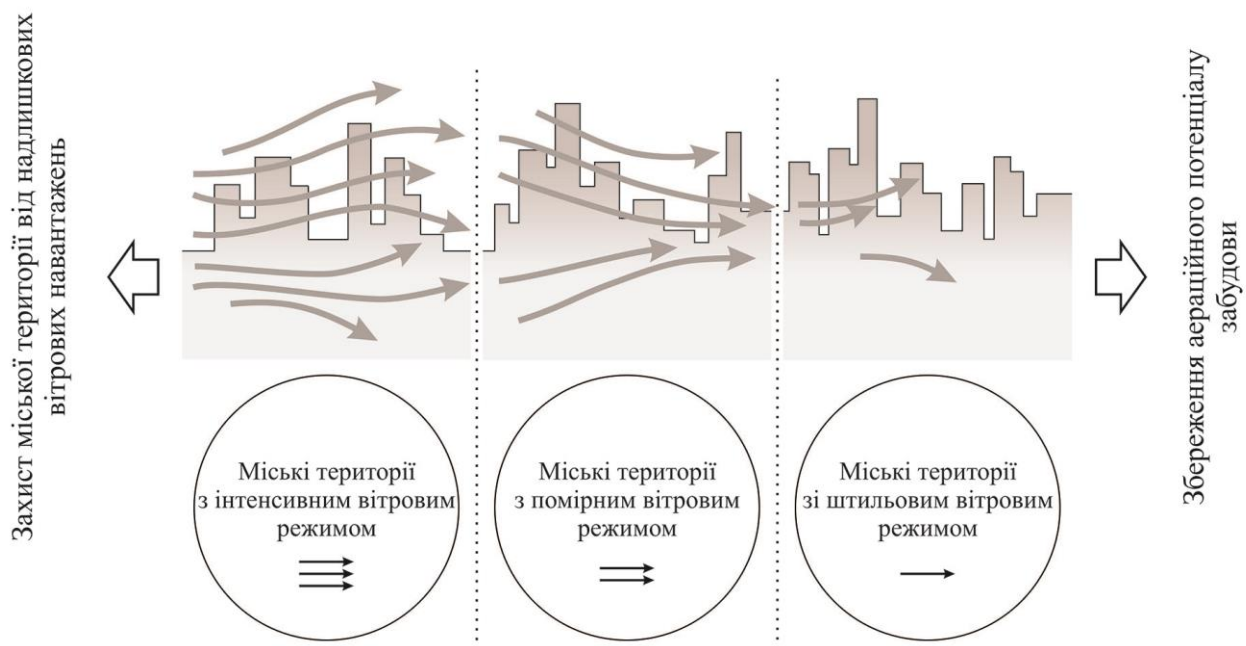 Захист міської території від надлишкових
вітрових навантажень
Міські території
з інтенсивним вітровим
режимом
Міські території
з помірним вітровим
режимом
Міські території
зі штильовим вітровим
режимом
Збереження аераційного потенціалу
забудови